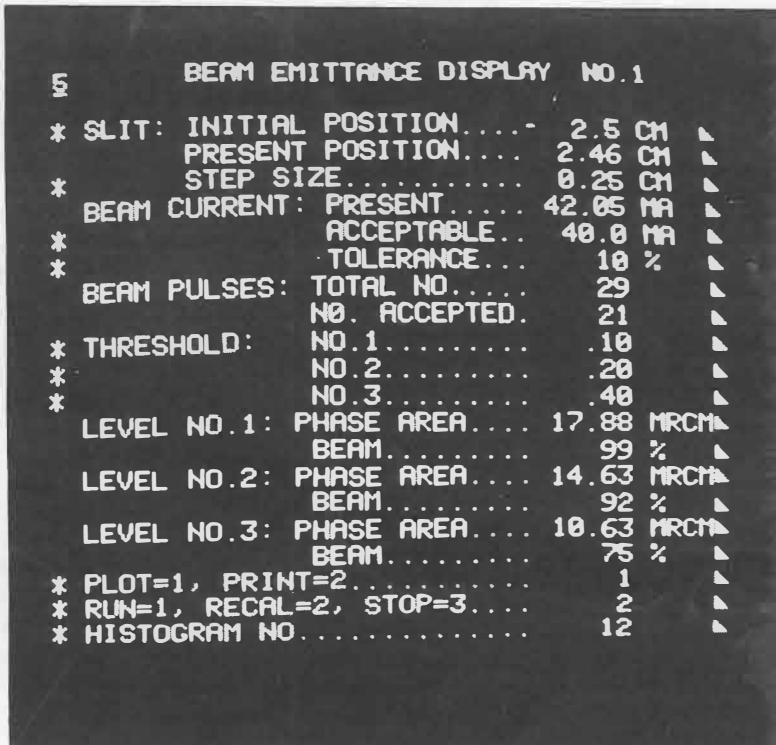 BEAM EMITTANCE DISPLAY NO.1
5
* SLIT: INITIAL POSITION....- 2.5 CM
PRESENT POSITION.... 2.46 CM
* STEP SIZE........... 0.25 CM
BEAM CURRENT: PRESENT..... 42.05 MA
* ACCEPTABLE.. 40.0 MA
* TOLERANCE... 10 %
BEAM PULSES: TOTAL NO..... 29
NO. ACCEPTED. 21
* THRESHOLD: NO.1......... .10
* NO.2......... .20
* NO.3......... .40
LEVEL NO.1: PHASE AREA.... 17.88 MRCM
BEAM......... 99 %
LEVEL NO.2: PHASE AREA.... 14.63 MRCM
BEAM......... 92 %
LEVEL NO.3: PHASE AREA.... 10.63 MRCM
BEAM......... 75 %
* PLOT=1, PRINT=2........... 1
* RUN=1, RECAL=2, STOP=3.... 2
* HISTOGRAM NO.............. 12